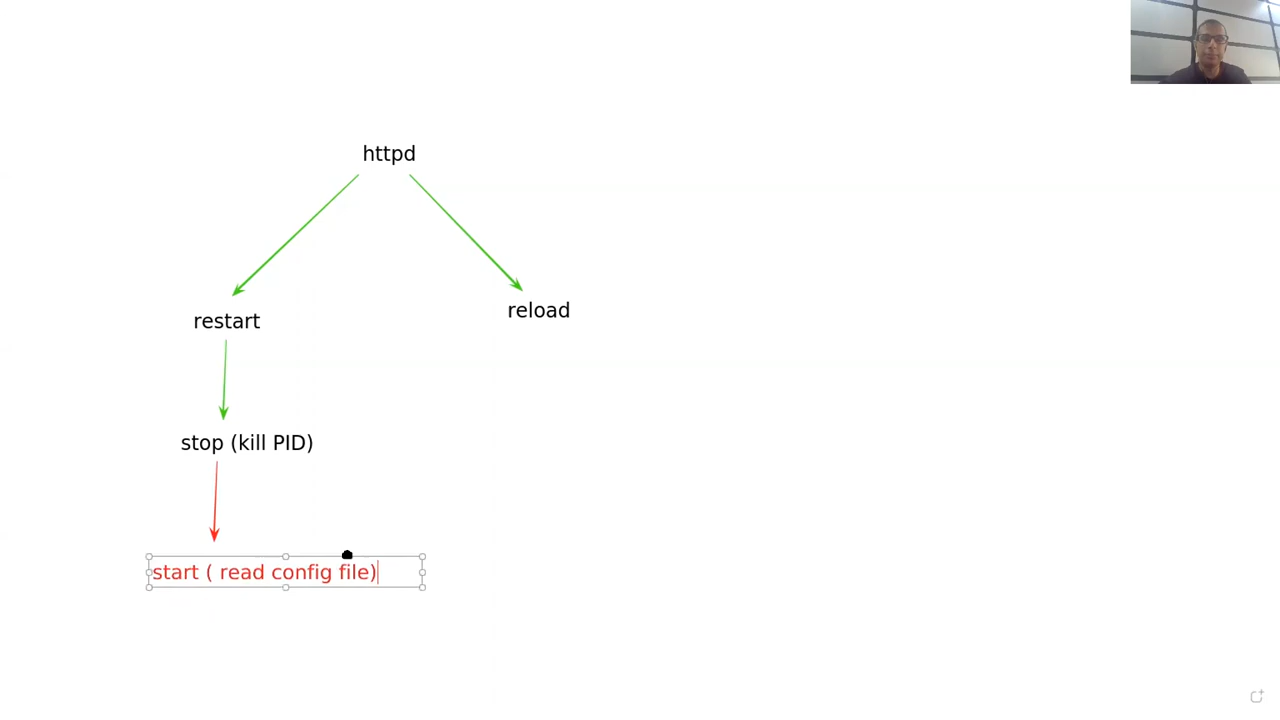 httpd
restart
reload
stop (kill PID)
start ( read config file)